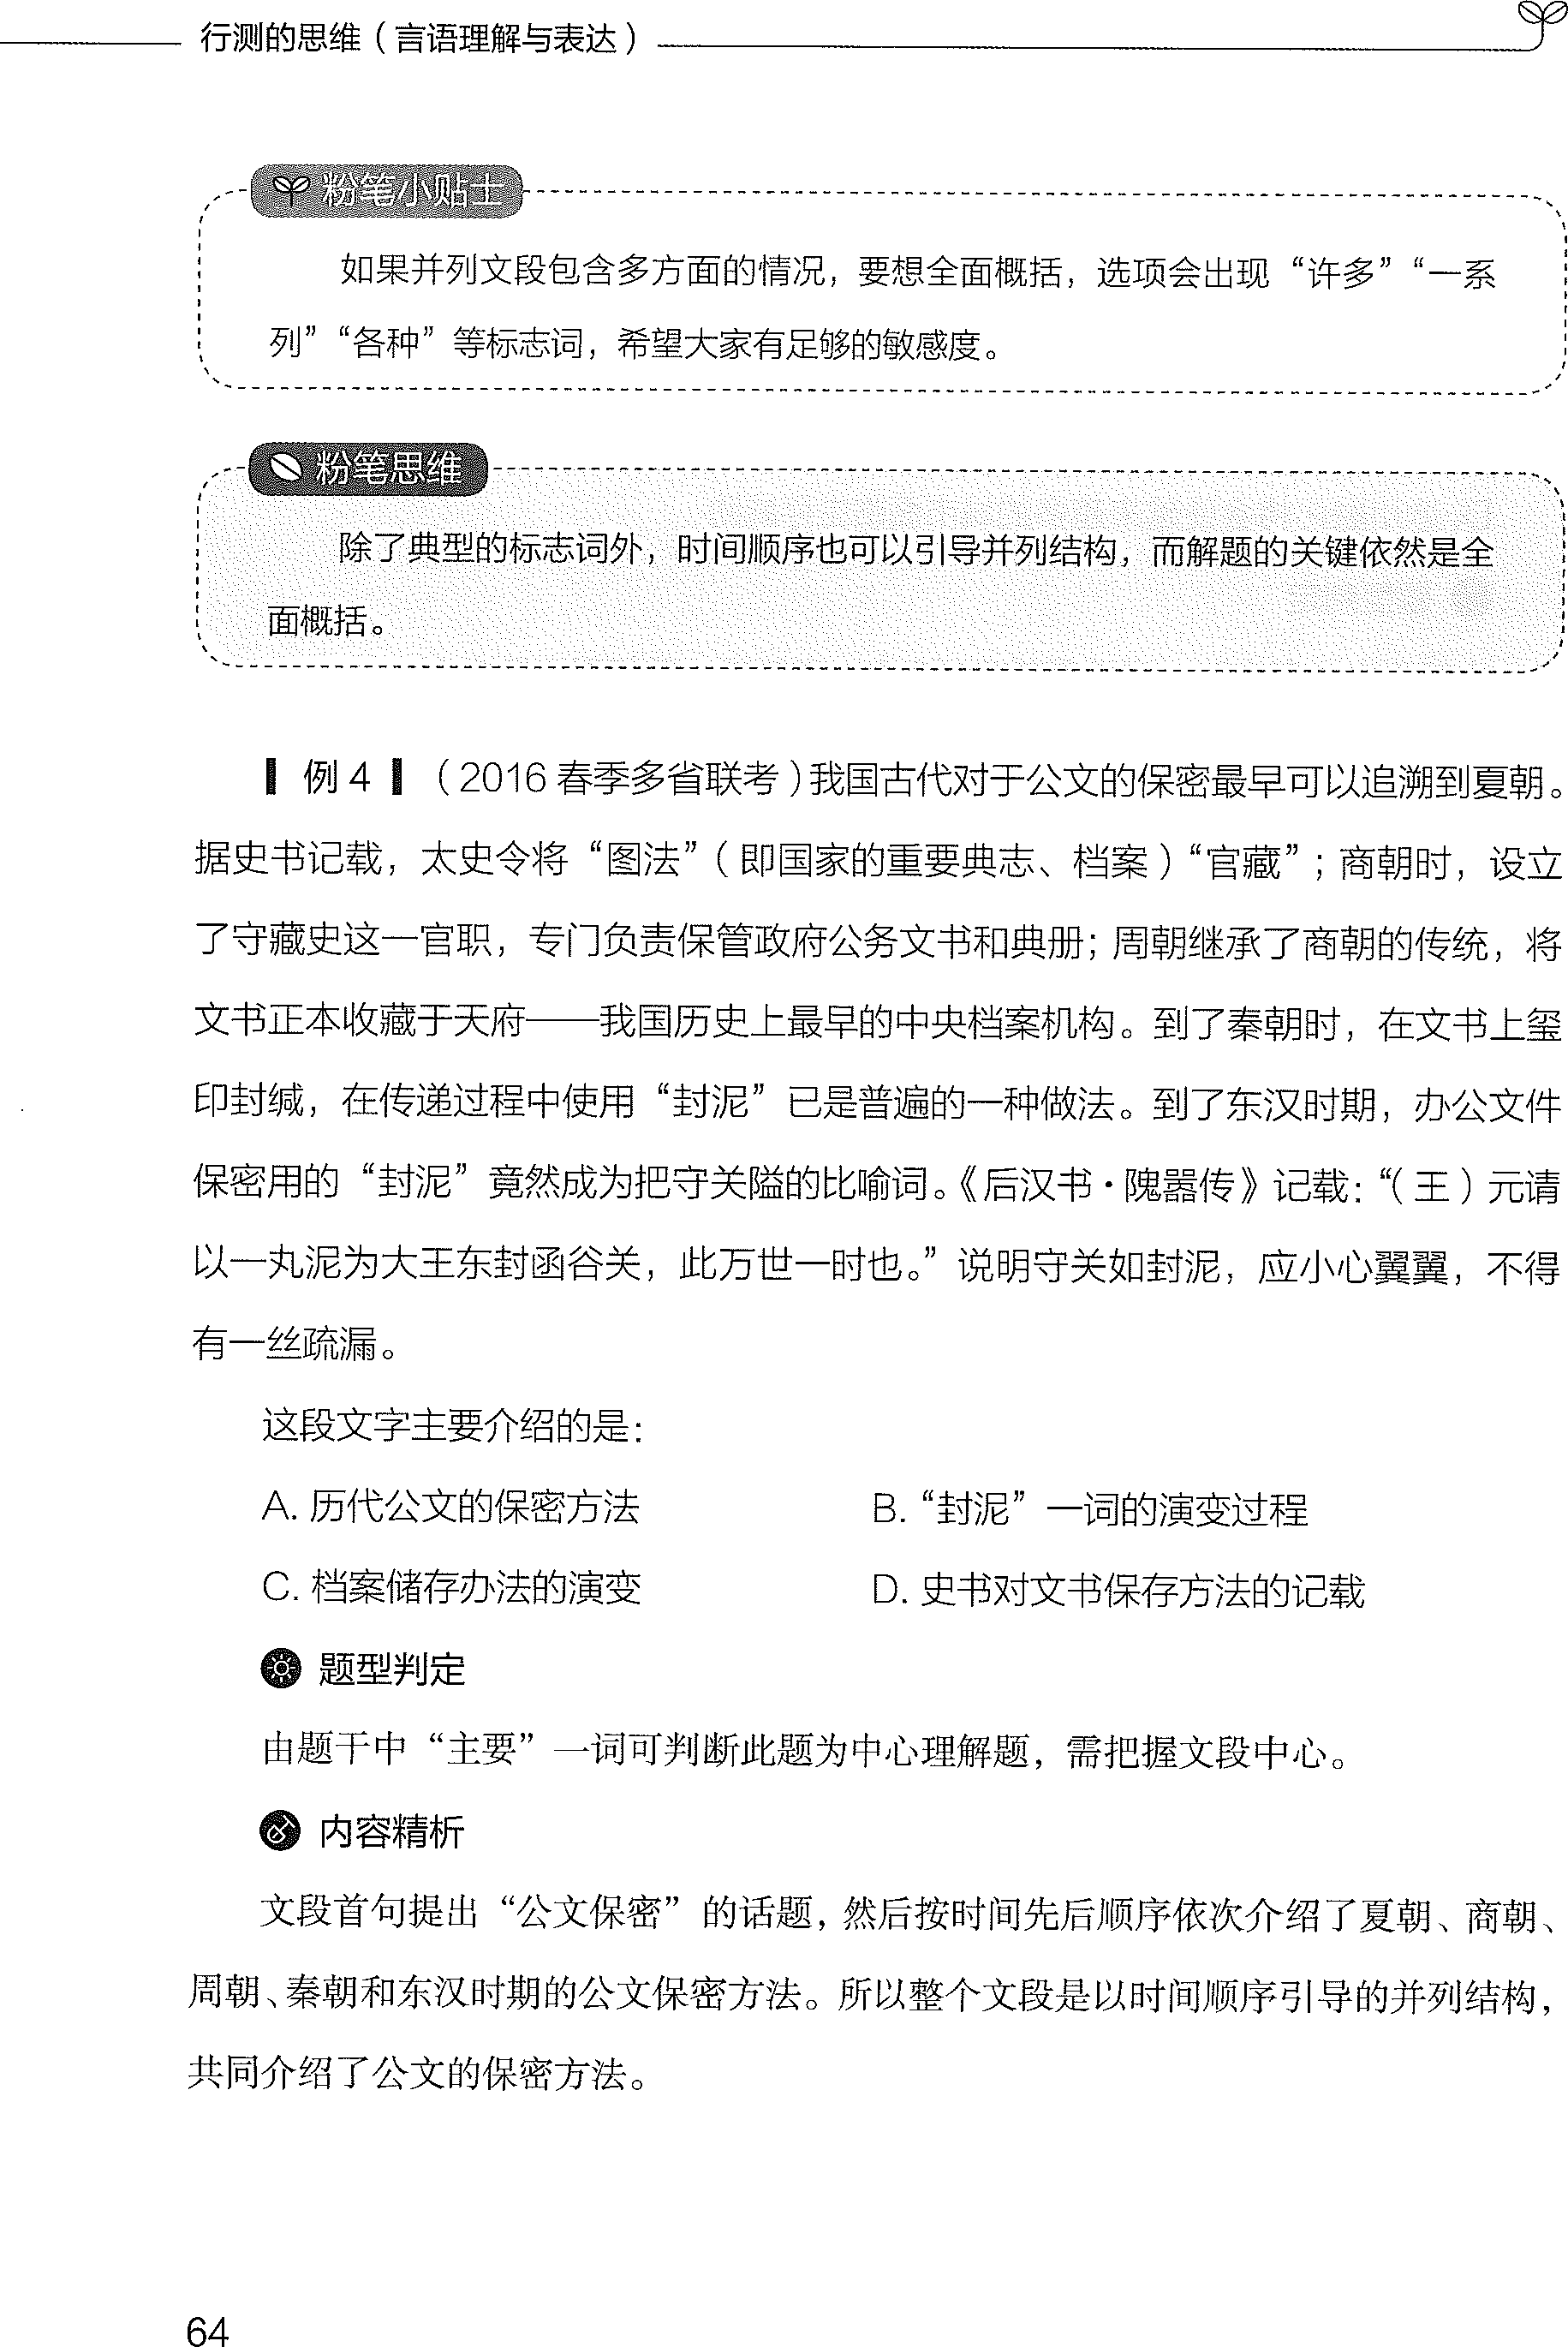 行测的思维（言语理解与表达）
粉笔小贴士
如果并列文段包含多方面的情况，要想全面概括，选项会出现“许多”“一系
列”“各种”等标志词，希望大家有足够的敏感度。
粉笔思维
除了典型的标志词外，时间顺序也可以引导并列结构，而解题的关键依然是全
面概括。
例4 （2016春季多省联考）我国古代对于公文的保密最早可以追溯到夏朝。
据史书记载，太史令将“图法”（即国家的重要典志、档案）“官藏”；商朝时，设立
了守藏史这一官职，专门负责保管政府公务文书和典册；周朝继承了商朝的传统，将
文书正本收藏于天府——我国历史上最早的中央档案机构。到了秦朝时，在文书上玺
印封缄，在传递过程中使用“封泥”已是普遍的一种做法。到了东汉时期，办公文件
保密用的“封泥”竟然成为把守关隘的比喻词。《后汉书·隗嚣传》记载：“（王）元请
以一丸泥为大王东封函谷关，此万世一时也。”说明守关如封泥，应小心翼翼，不得
有一丝疏漏。
这段文字主要介绍的是：
A. 历代公文的保密方法 B. “封泥”一词的演变过程
C. 档案储存办法的演变 D. 史书对文书保存方法的记载
题型判定
由题干中“主要”一词可判断此题为中心理解题，需把握文段中心。
内容精析
文段首句提出“公文保密”的话题，然后按时间先后顺序依次介绍了夏朝、商朝、
周朝、秦朝和东汉时期的公文保密方法。所以整个文段是以时间顺序引导的并列结构，
共同介绍了公文的保密方法。
64